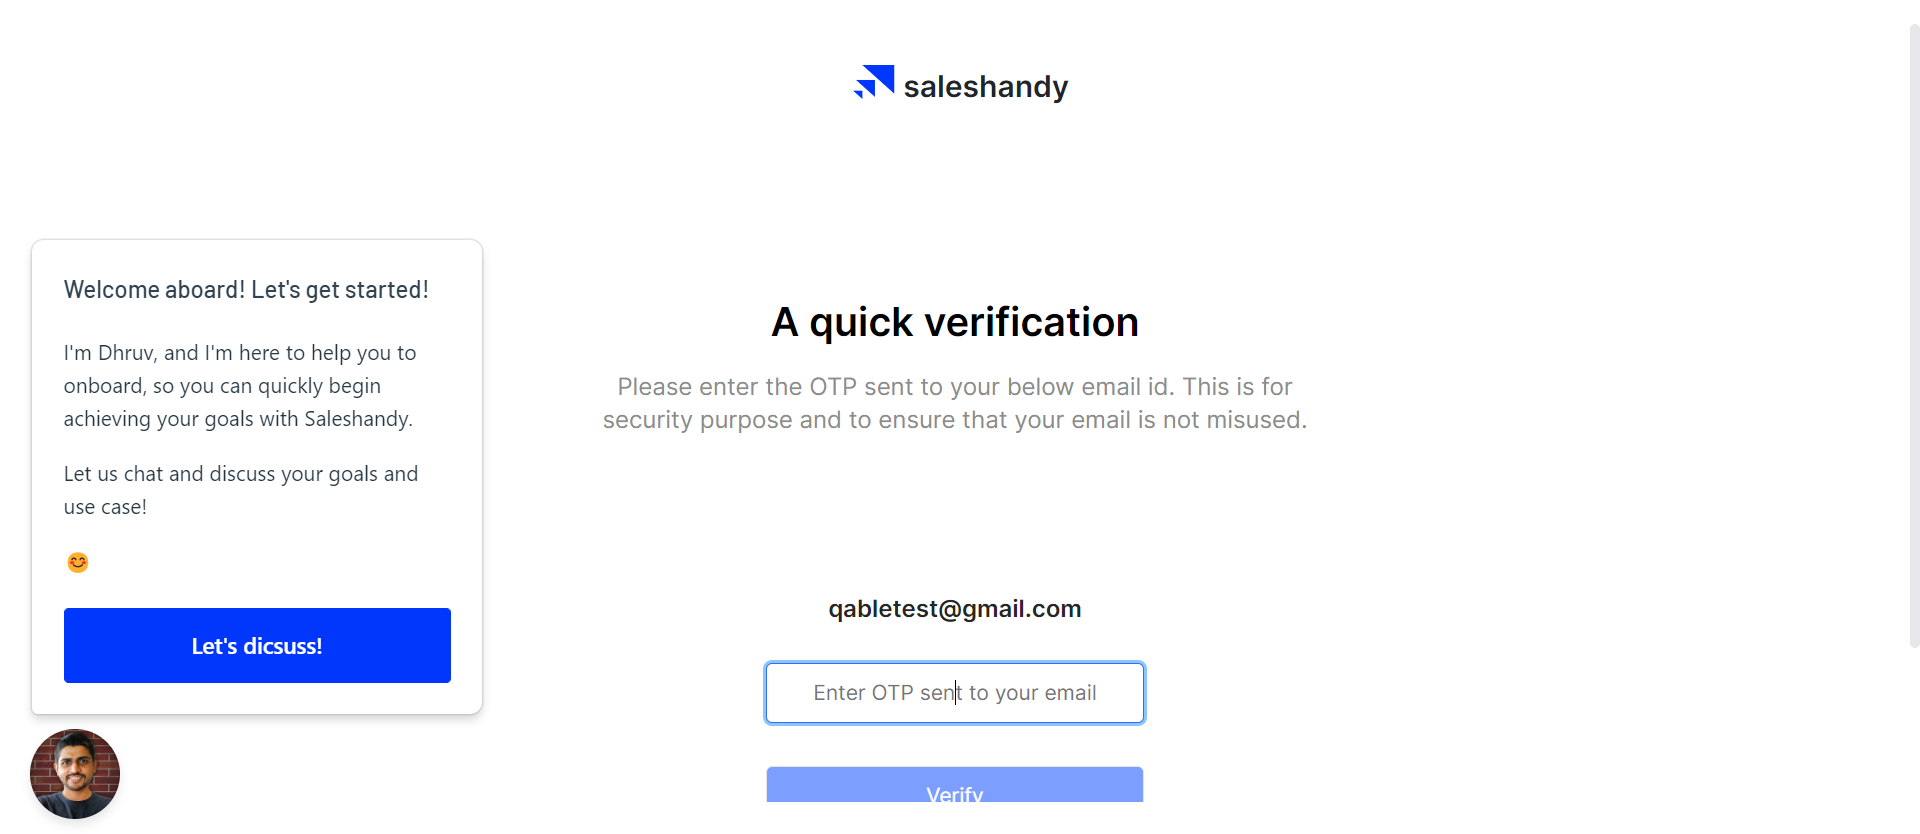 saleshandy
Welcome aboard! Let's get started!
I'm Dhruv, and I'm here to help you to
onboard, so you can quickly begin
achieving your goals with Saleshandy.
Let us chat and discuss your goals and
use case!
😊
Let's dicsuss!
A quick verification
Please enter the OTP sent to your below email id. This is for
security purpose and to ensure that your email is not misused.
qabletest@gmail.com
Enter OTP sent to your email
Verify